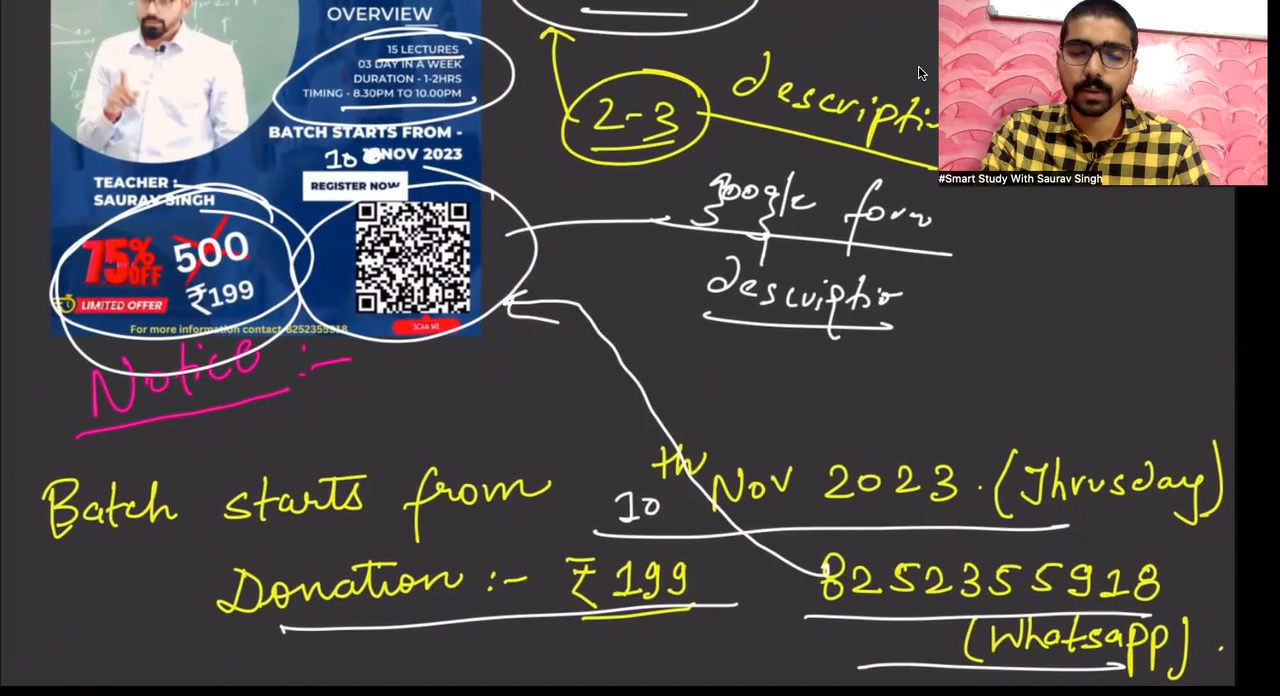 OVERVIEW
15 LECTURES
03 DAY IN A WEEK
DURATION - 1-2HRS
TIMING - 8.30PM TO 10.00PM
BATCH STARTS FROM -
10 NOV 2023
TEACHER :
SAURAV SINGH
REGISTER NOW
75% OFF
500
₹199
LIMITED OFFER
SCAN ME
For more information contact 8252355918
2-3
descriptio
google form
descriptio
#Smart Study With Saurav Singh
Notice :-
Batch starts from 10th Nov 2023. (Thrusday)
Donation :- ₹ 199 8252355918
(Whatsapp).